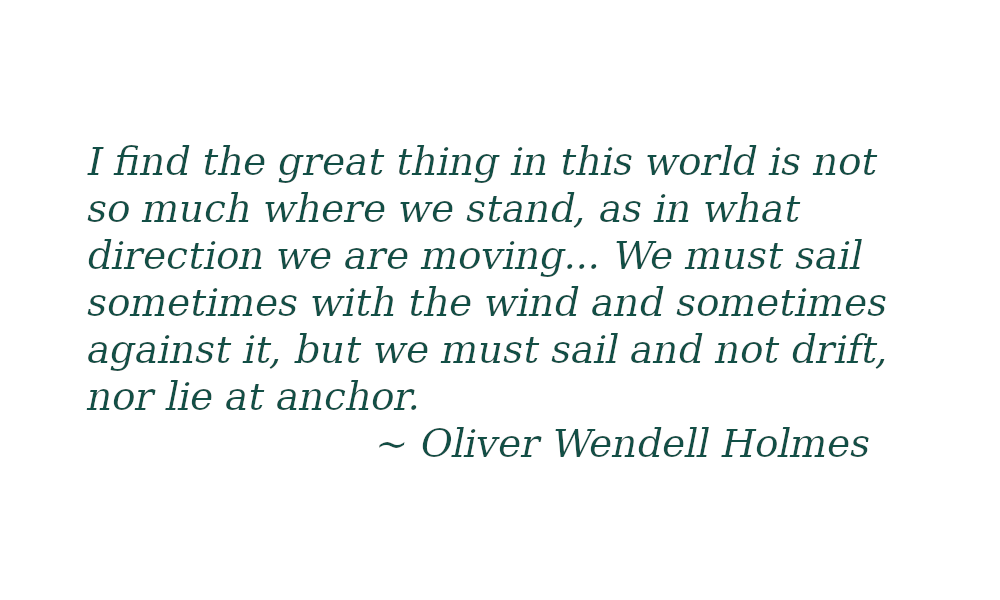 I find the great thing in this world is not
so much where we stand, as in what
direction we are moving... We must sail
sometimes with the wind and sometimes
against it, but we must sail and not drift,
nor lie at anchor.
~ Oliver Wendell Holmes